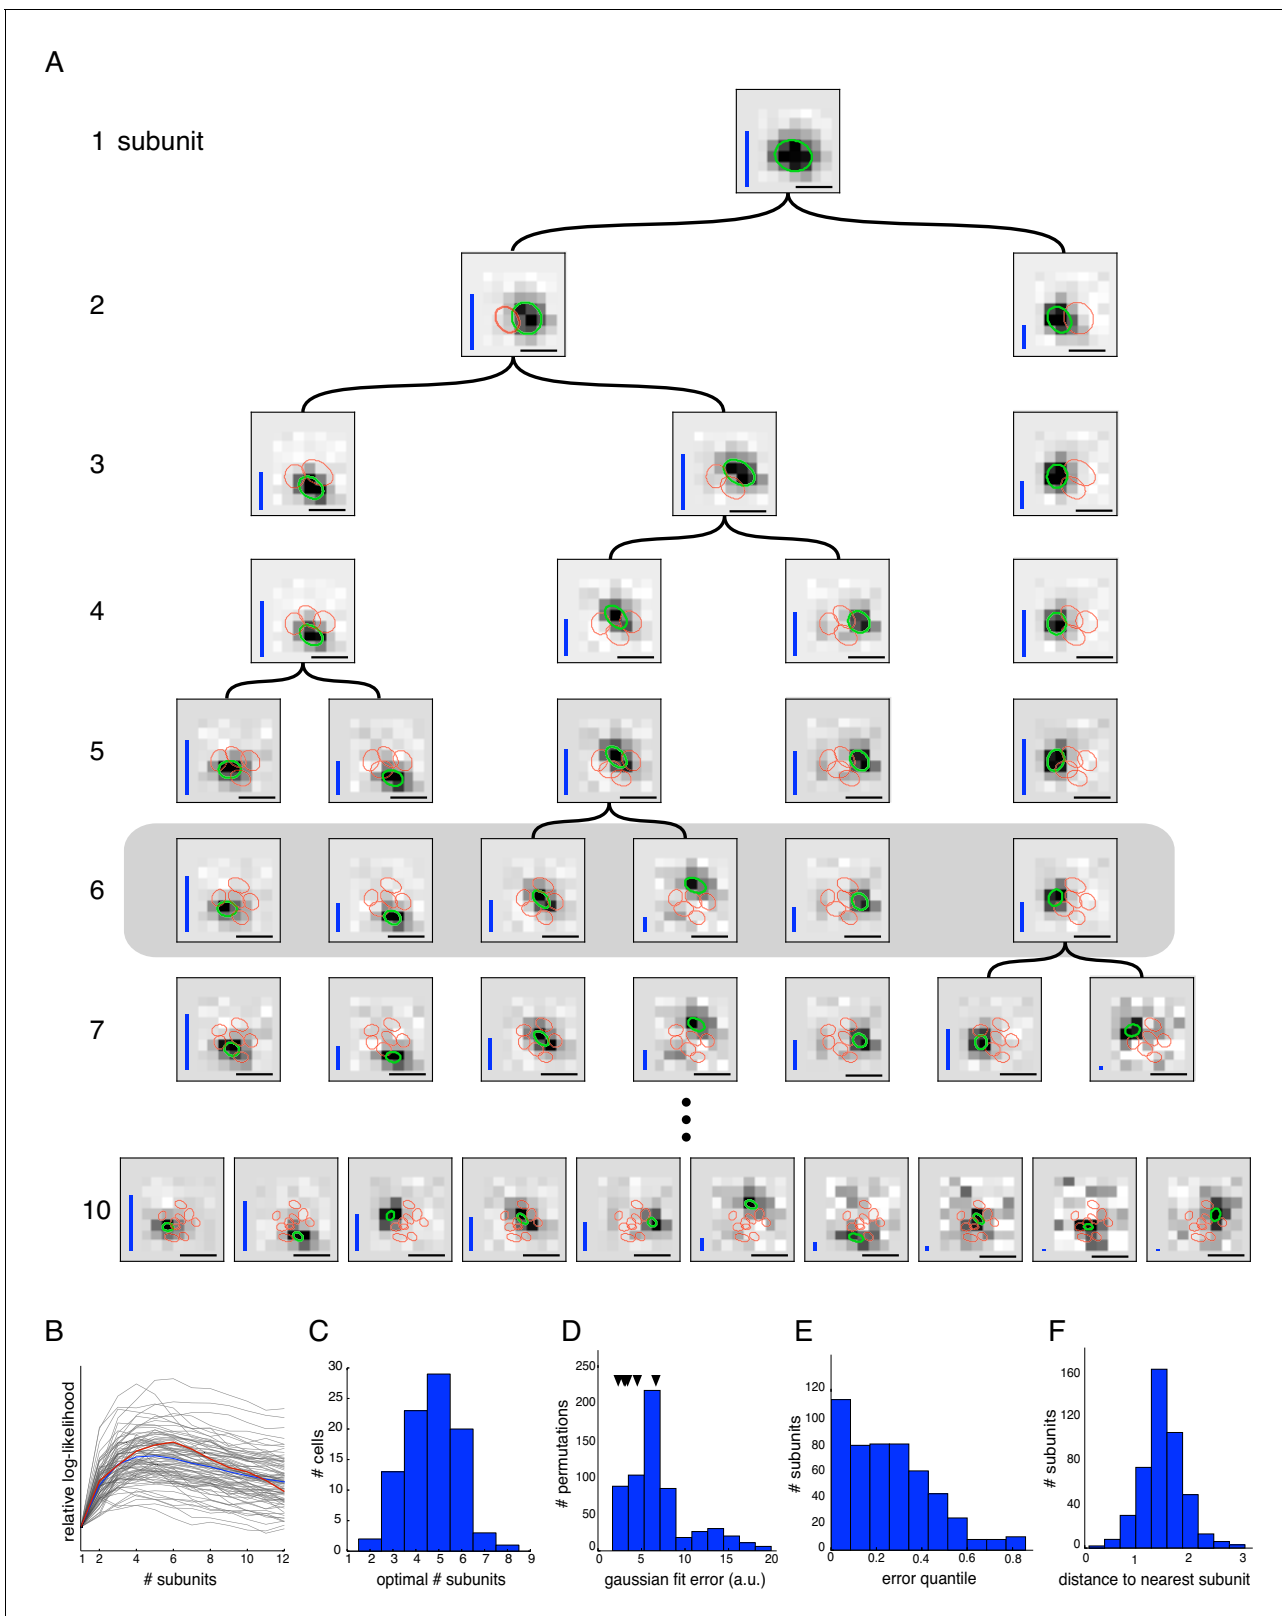 A
1 subunit
2
3
4
5
6
7
10
B
relative log-likelihood
1 2 4 6 8 10 12
# subunits
C
# cells
30
25
20
15
10
5
0
1 2 3 4 5 6 7 8 9
optimal # subunits
D
# permutations
250
200
150
100
50
0
0 5 10 15 20
gaussian fit error (a.u.)
E
# subunits
120
100
80
60
40
20
0
0 0.2 0.4 0.6 0.8
error quantile
F
# subunits
160
120
80
40
0
1 2 3
distance to nearest subunit